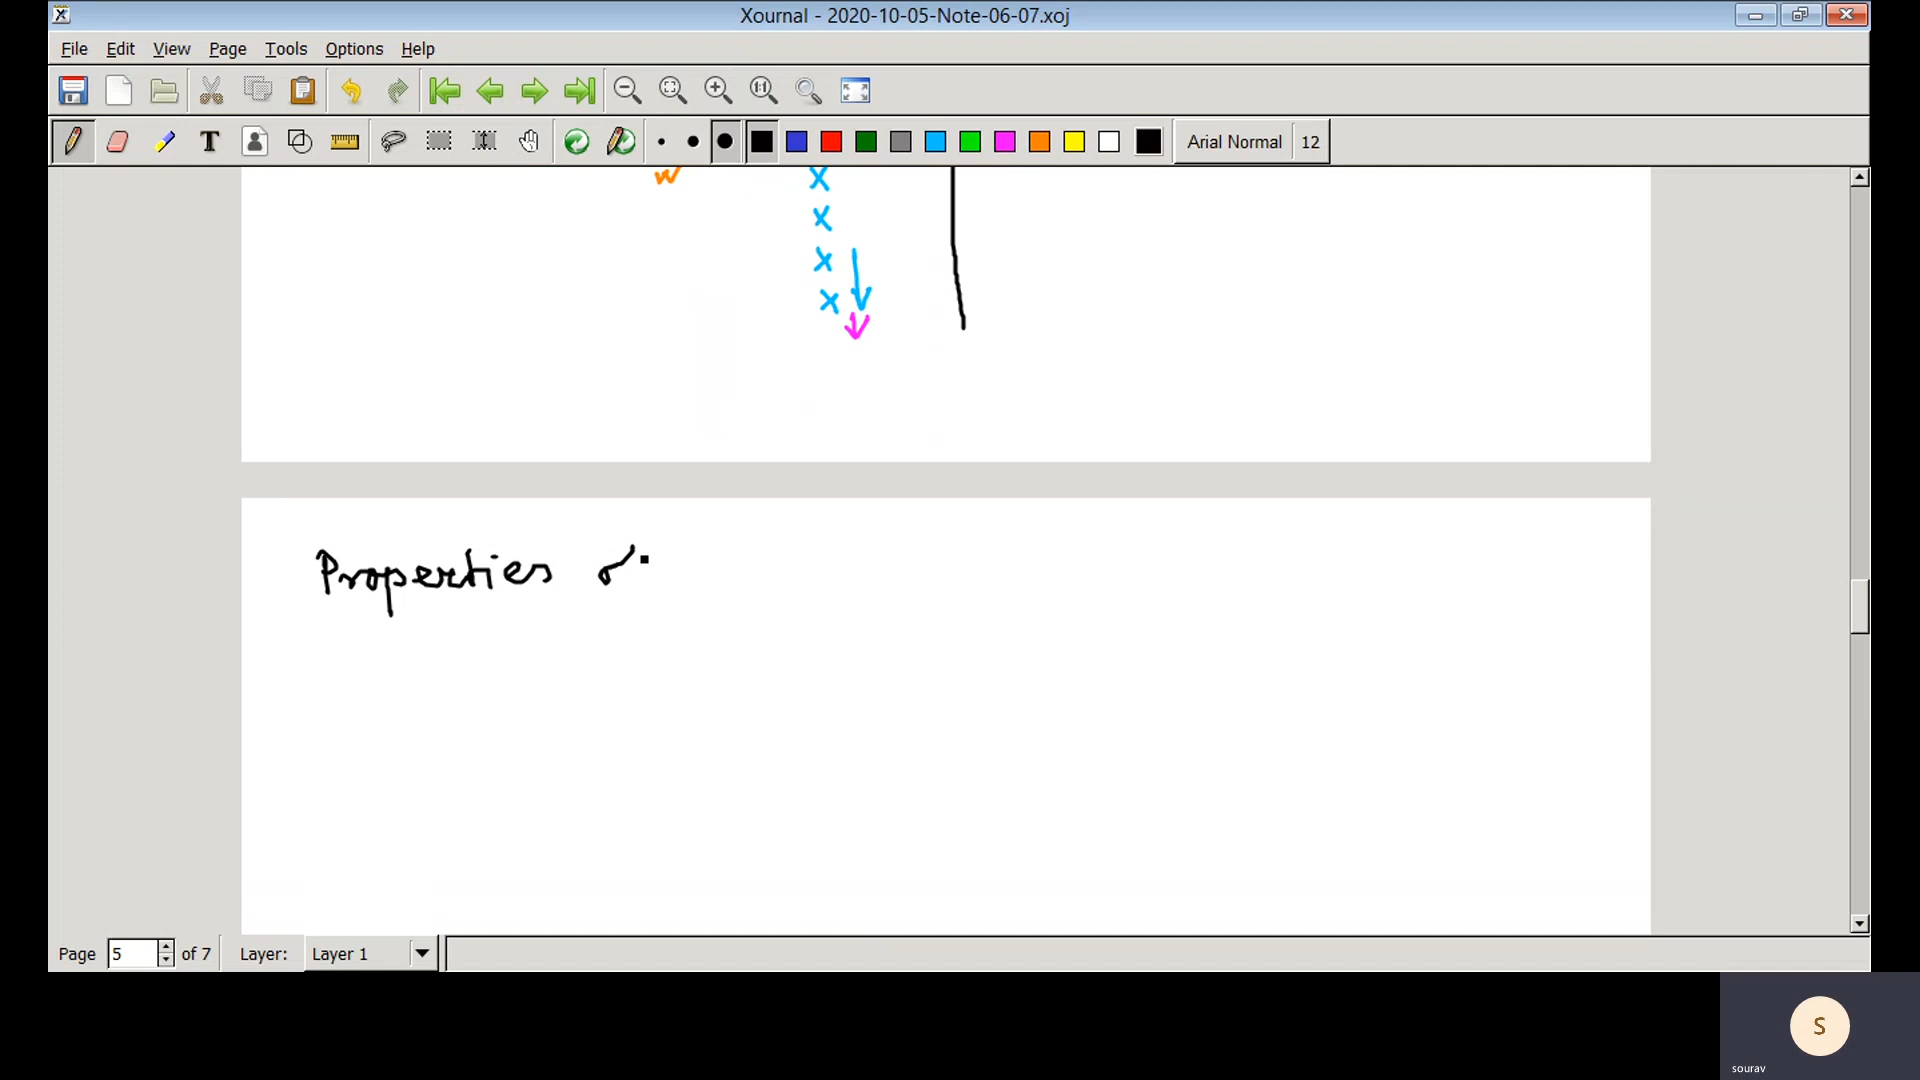 Xournal - 2020-10-05-Note-06-07.xoj
File Edit View Page Tools Options Help
T Arial Normal 12
w x
x
x
x
Properties
Page 5 of 7 Layer: Layer 1
S
sourav